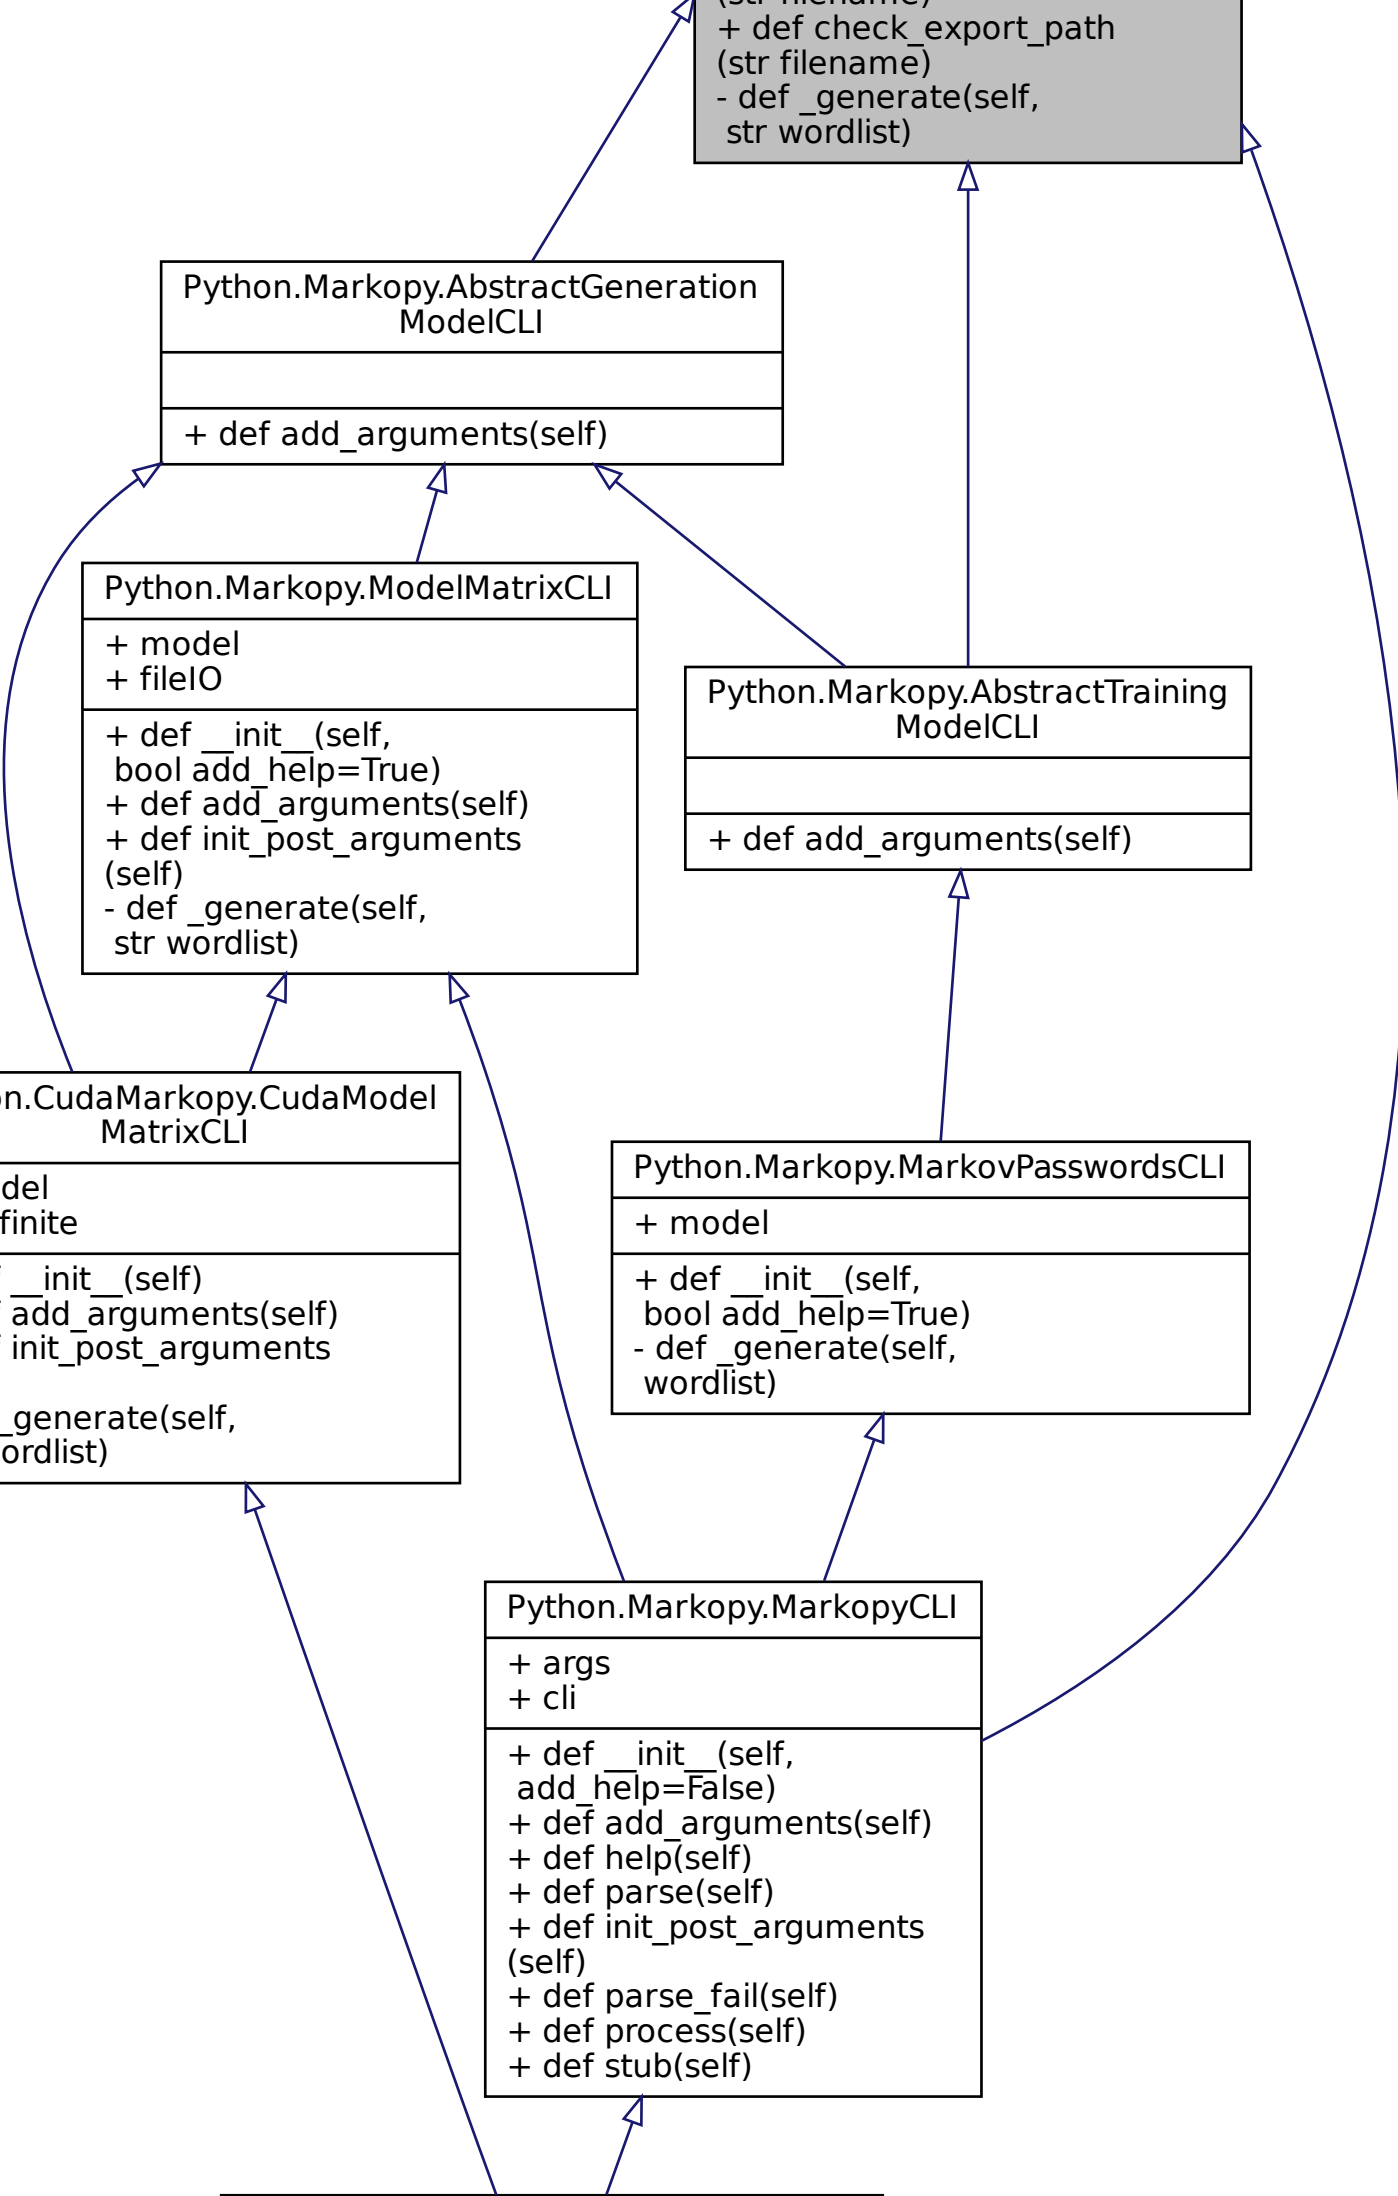 + def check_export_path
(str filename)
- def _generate(self,
str wordlist)
Python.Markopy.AbstractGeneration
ModelCLI
+ def add_arguments(self)
Python.Markopy.ModelMatrixCLI
+ model
+ fileIO
+ def __init__(self,
bool add_help=True)
+ def add_arguments(self)
+ def init_post_arguments
(self)
- def _generate(self,
str wordlist)
Python.Markopy.AbstractTraining
ModelCLI
+ def add_arguments(self)
n.CudaMarkopy.CudaModel
MatrixCLI
del
finite
__init__(self)
add_arguments(self)
init_post_arguments
_generate(self,
ordlist)
Python.Markopy.MarkovPasswordsCLI
+ model
+ def __init__(self,
bool add_help=True)
- def _generate(self,
wordlist)
Python.Markopy.MarkopyCLI
+ args
+ cli
+ def __init__(self,
add_help=False)
+ def add_arguments(self)
+ def help(self)
+ def parse(self)
+ def init_post_arguments
(self)
+ def parse_fail(self)
+ def process(self)
+ def stub(self)